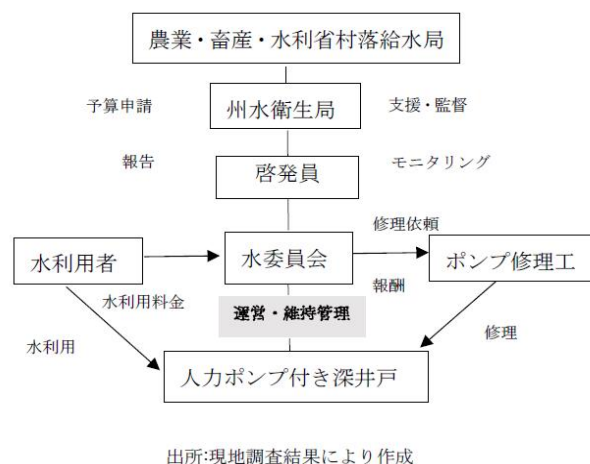 農業・畜産・水利省村落給水局
予算申請
州水衛生局
支援・監督
報告
啓発員
モニタリング
修理依頼
水利用者
水委員会
ポンプ修理工
報酬
水利用料金
運営・維持管理
水利用
修理
人力ポンプ付き深井戸
出所:現地調査結果により作成